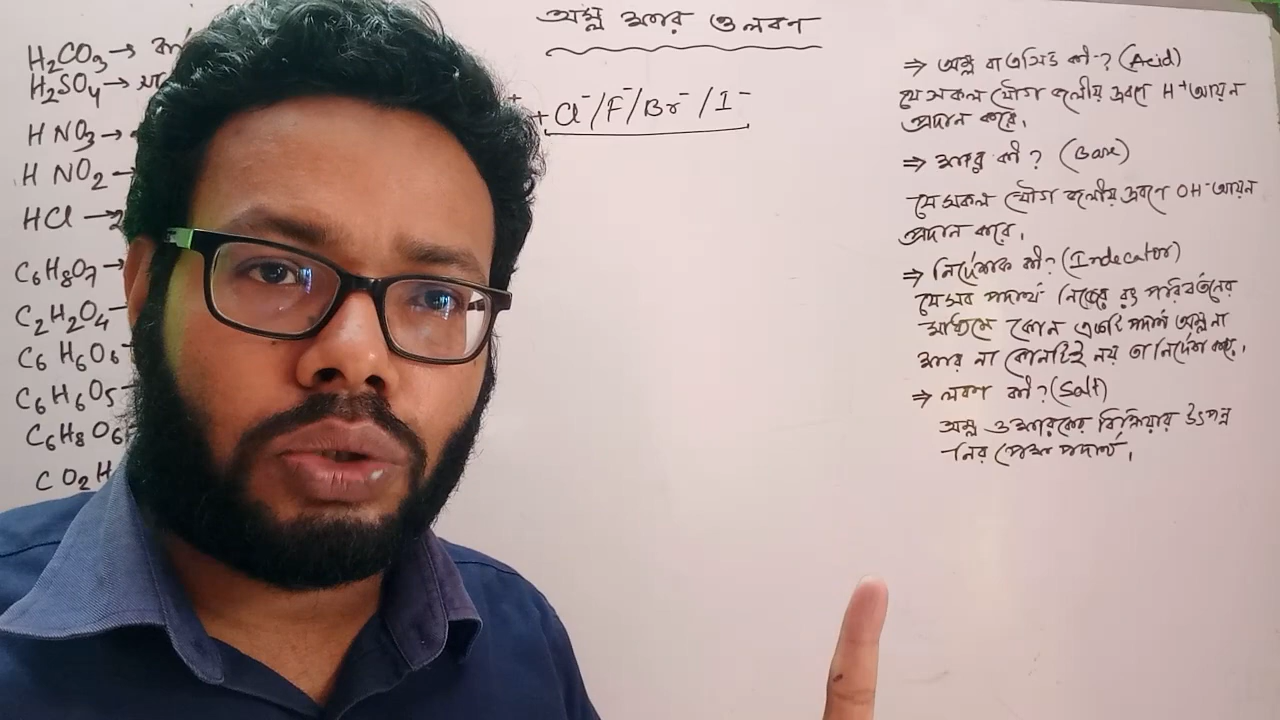 অম্ল ক্ষার ও লবণ
H₂CO₃ →
H₂SO₄ →
HNO₃ →
HNO₂ →
HCl →
C₆H₈O₇ →
C₂H₂O₄
C₆H₆O₆
C₆H₆O₅
C₆H₈O₆
CO₂H
+ Cl⁻/F⁻/Br⁻/I⁻
⇒ অম্ল বা এসিড কী? (Acid)
যে সকল যৌগ জলীয় দ্রবণে H⁺ আয়ন
প্রদান করে।
⇒ ক্ষার কী? (Base)
যে সকল যৌগ জলীয় দ্রবণে OH⁻ আয়ন
প্রদান করে।
⇒ নির্দেশক কী? (Indecator)
যেসব পদার্থ নিজের রং পরিবর্তনের
মাধ্যমে কোন একটি পদার্থ অম্ল না
ক্ষার না কোনটিই নয় তা নির্দেশ করে।
⇒ লবণ কী? (Salt)
অম্ল ও ক্ষারকের বিক্রিয়ায় উৎপন্ন
নিরপেক্ষ পদার্থ।